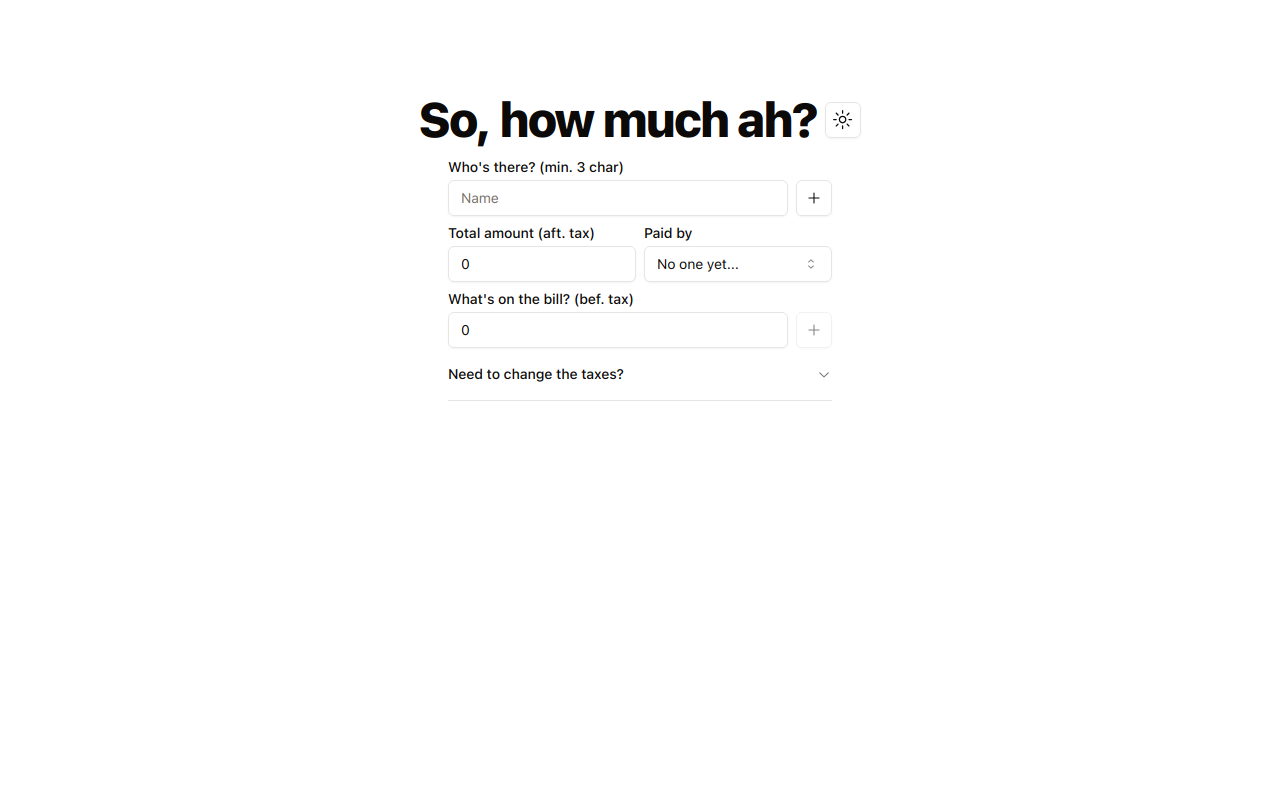 So, how much ah?
Who's there? (min. 3 char)
Name
Total amount (aft. tax)
Paid by
0
No one yet...
What's on the bill? (bef. tax)
0
Need to change the taxes?